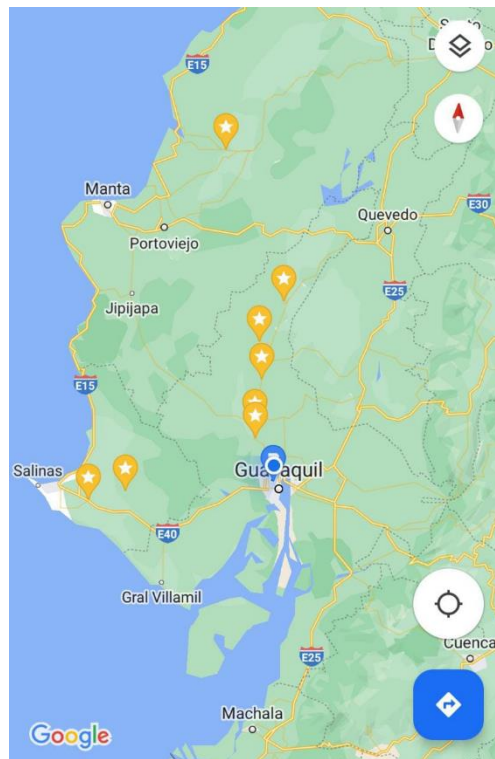 E15
Manta
Portoviejo
Quevedo
E30
E25
Jipijapa
E15
Salinas
Guayaquil
E40
Gral Villamil
E25
Cuenca
Machala
Google